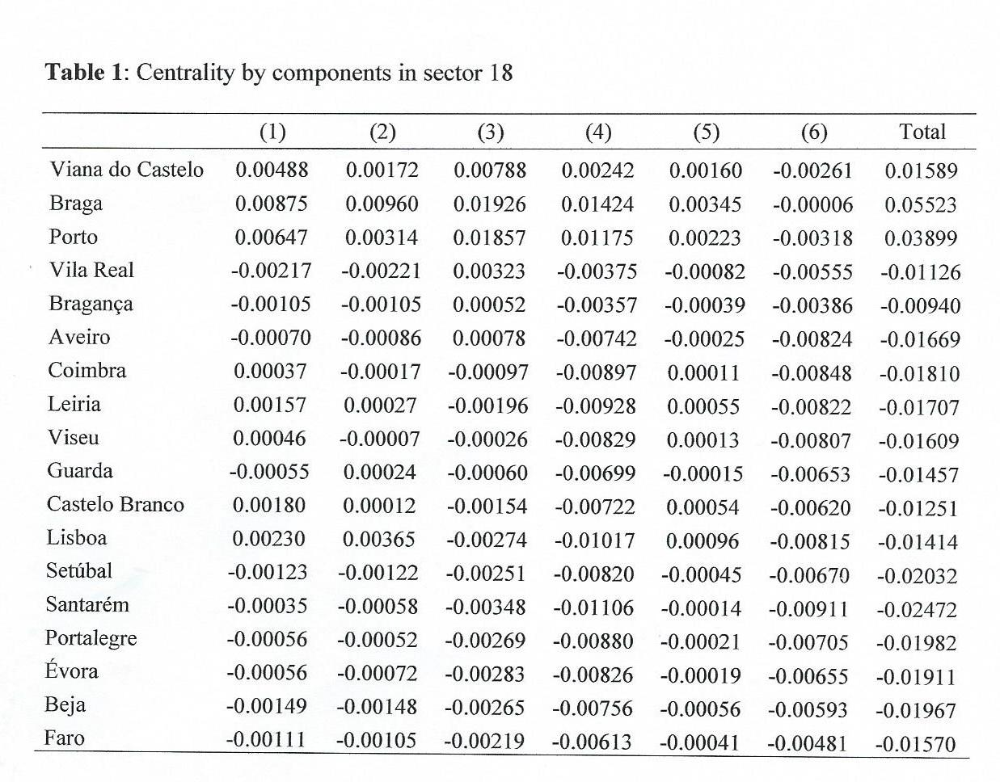 Table 1: Centrality by components in sector 18
(1) (2) (3) (4) (5) (6) Total
Viana do Castelo 0.00488 0.00172 0.00788 0.00242 0.00160 -0.00261 0.01589
Braga 0.00875 0.00960 0.01926 0.01424 0.00345 -0.00006 0.05523
Porto 0.00647 0.00314 0.01857 0.01175 0.00223 -0.00318 0.03899
Vila Real -0.00217 -0.00221 0.00323 -0.00375 -0.00082 -0.00555 -0.01126
Bragança -0.00105 -0.00105 0.00052 -0.00357 -0.00039 -0.00386 -0.00940
Aveiro -0.00070 -0.00086 0.00078 -0.00742 -0.00025 -0.00824 -0.01669
Coimbra 0.00037 -0.00017 -0.00097 -0.00897 0.00011 -0.00848 -0.01810
Leiria 0.00157 0.00027 -0.00196 -0.00928 0.00055 -0.00822 -0.01707
Viseu 0.00046 -0.00007 -0.00026 -0.00829 0.00013 -0.00807 -0.01609
Guarda -0.00055 0.00024 -0.00060 -0.00699 -0.00015 -0.00653 -0.01457
Castelo Branco 0.00180 0.00012 -0.00154 -0.00722 0.00054 -0.00620 -0.01251
Lisboa 0.00230 0.00365 -0.00274 -0.01017 0.00096 -0.00815 -0.01414
Setúbal -0.00123 -0.00122 -0.00251 -0.00820 -0.00045 -0.00670 -0.02032
Santarém -0.00035 -0.00058 -0.00348 -0.01106 -0.00014 -0.00911 -0.02472
Portalegre -0.00056 -0.00052 -0.00269 -0.00880 -0.00021 -0.00705 -0.01982
Évora -0.00056 -0.00072 -0.00283 -0.00826 -0.00019 -0.00655 -0.01911
Beja -0.00149 -0.00148 -0.00265 -0.00756 -0.00056 -0.00593 -0.01967
Faro -0.00111 -0.00105 -0.00219 -0.00613 -0.00041 -0.00481 -0.01570